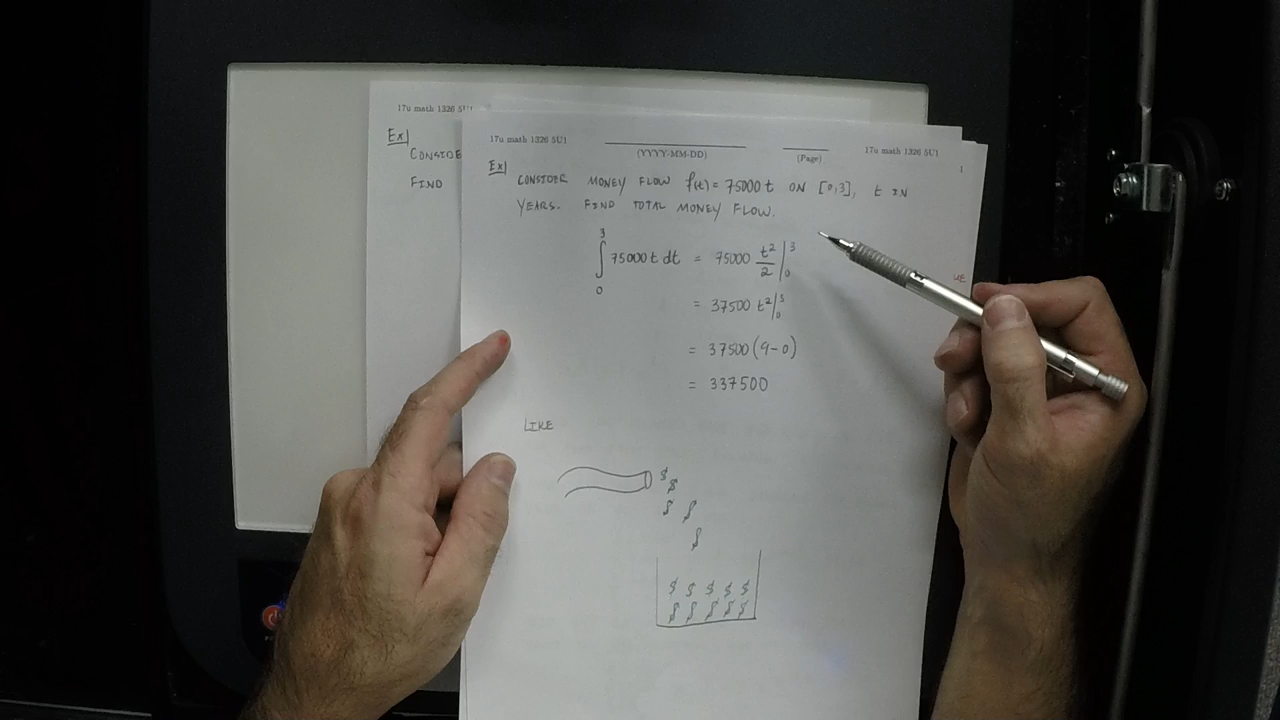 17u math 1326 5U1
Ex)
CONSIDE
FIND
17u math 1326 5U1
(YYYY-MM-DD)
(Page)
17u math 1326 5U1
1
Ex) CONSIDER MONEY FLOW f(t) = 75000 t ON [0,3], t IN
YEARS. FIND TOTAL MONEY FLOW.
∫₀³ 75000 t dt = 75000 t²/2 |₀³
= 37500 t² |₀³
= 37500 (9-0)
= 337500
UE
LIKE
$
$
$ $
$
$ $ $ $ $
$ $ $ $ $